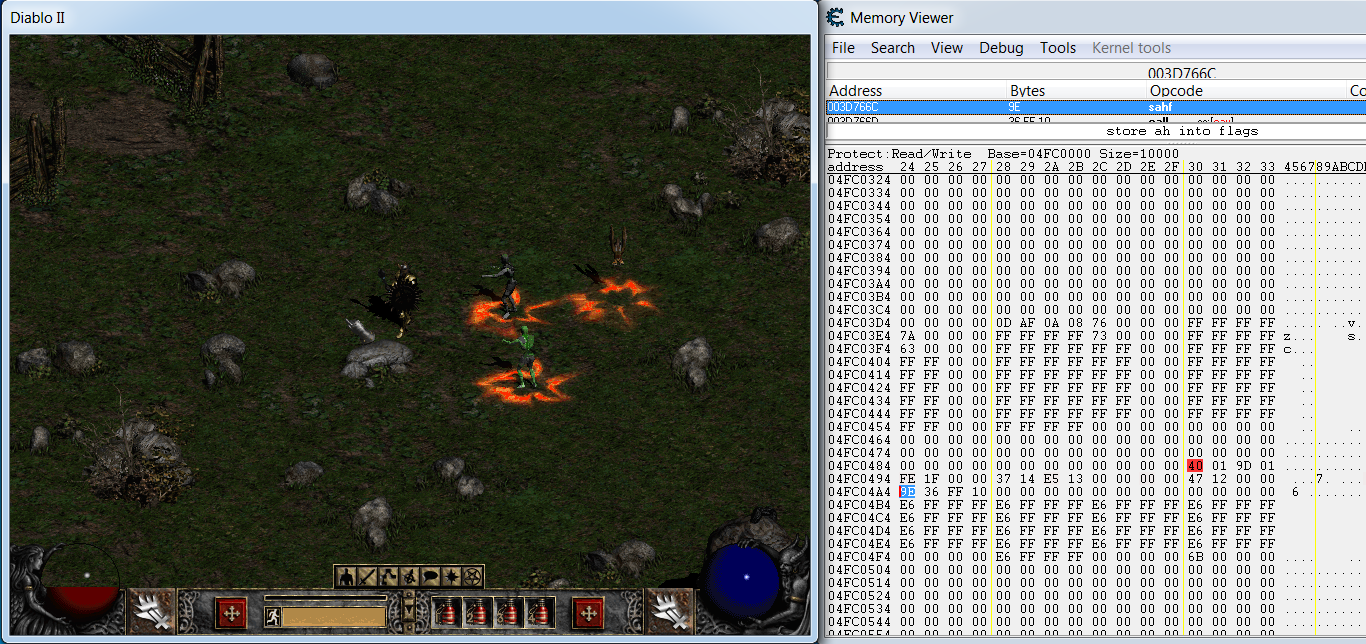 Diablo II
1 2 3 4
Memory Viewer
File Search View Debug Tools Kernel tools
003D766C
Address Bytes Opcode Co
003D766C 9E sahf
store ah into flags
Protect:Read/Write Base=04FC0000 Size=10000
address 24 25 26 27 28 29 2A 2B 2C 2D 2E 2F 30 31 32 33 456789ABCDE
04FC0324 00 00 00 00 00 00 00 00 00 00 00 00 00 00 00 00 ..........
04FC0334 00 00 00 00 00 00 00 00 00 00 00 00 00 00 00 00 ..........
04FC0344 00 00 00 00 00 00 00 00 00 00 00 00 00 00 00 00 ..........
04FC0354 00 00 00 00 00 00 00 00 00 00 00 00 00 00 00 00 ..........
04FC0364 00 00 00 00 00 00 00 00 00 00 00 00 00 00 00 00 ..........
04FC0374 00 00 00 00 00 00 00 00 00 00 00 00 00 00 00 00 ..........
04FC0384 00 00 00 00 00 00 00 00 00 00 00 00 00 00 00 00 ..........
04FC0394 00 00 00 00 00 00 00 00 00 00 00 00 00 00 00 00 ..........
04FC03A4 00 00 00 00 00 00 00 00 00 00 00 00 00 00 00 00 ..........
04FC03B4 00 00 00 00 00 00 00 00 00 00 00 00 00 00 00 00 ..........
04FC03C4 00 00 00 00 00 00 00 00 00 00 00 00 00 00 00 00 ..........
04FC03D4 00 00 00 00 0D AF 0A 08 76 00 00 00 FF FF FF FF ........v
04FC03E4 7A 00 00 00 FF FF FF FF 73 00 00 00 FF FF FF FF z... s.
04FC03F4 63 00 00 00 FF FF FF FF FF FF 00 00 FF FF FF FF c...
04FC0404 FF FF 00 00 FF FF FF FF FF FF 00 00 FF FF FF FF ..
04FC0414 FF FF 00 00 FF FF FF FF FF FF 00 00 FF FF FF FF ..
04FC0424 FF FF 00 00 FF FF FF FF FF FF 00 00 FF FF FF FF ..
04FC0434 FF FF 00 00 FF FF FF FF FF FF 00 00 FF FF FF FF ..
04FC0444 FF FF 00 00 FF FF FF FF FF FF 00 00 FF FF FF FF ..
04FC0454 FF FF 00 00 FF FF FF FF 00 00 00 00 00 00 00 00 .. ..
04FC0464 00 00 00 00 00 00 00 00 00 00 00 00 00 00 00 00 ..........
04FC0474 00 00 00 00 00 00 00 00 00 00 00 00 00 00 00 00 ..........
04FC0484 00 00 00 00 00 00 00 00 00 00 00 00 40 01 9D 01 ..........
04FC0494 FE 1F 00 00 37 14 E5 13 00 00 00 00 47 12 00 00 ...7. ....
04FC04A4 9E 36 FF 10 00 00 00 00 00 00 00 00 00 00 00 00 6 .......
04FC04B4 E6 FF FF FF E6 FF FF FF E6 FF FF FF E6 FF FF FF
04FC04C4 E6 FF FF FF E6 FF FF FF E6 FF FF FF E6 FF FF FF
04FC04D4 E6 FF FF FF E6 FF FF FF E6 FF FF FF E6 FF FF FF
04FC04E4 E6 FF FF FF E6 FF FF FF E6 FF FF FF E6 FF FF FF
04FC04F4 00 00 00 00 E6 FF FF FF 00 00 00 00 6B 00 00 00 .... ..
04FC0504 00 00 00 00 00 00 00 00 00 00 00 00 00 00 00 00 ..........
04FC0514 00 00 00 00 00 00 00 00 00 00 00 00 00 00 00 00 ..........
04FC0524 00 00 00 00 00 00 00 00 00 00 00 00 00 00 00 00 ..........
04FC0534 00 00 00 00 00 00 00 00 00 00 00 00 00 00 00 00 ..........
04FC0544 00 00 00 00 00 00 00 00 00 00 00 00 00 00 00 00 ..........